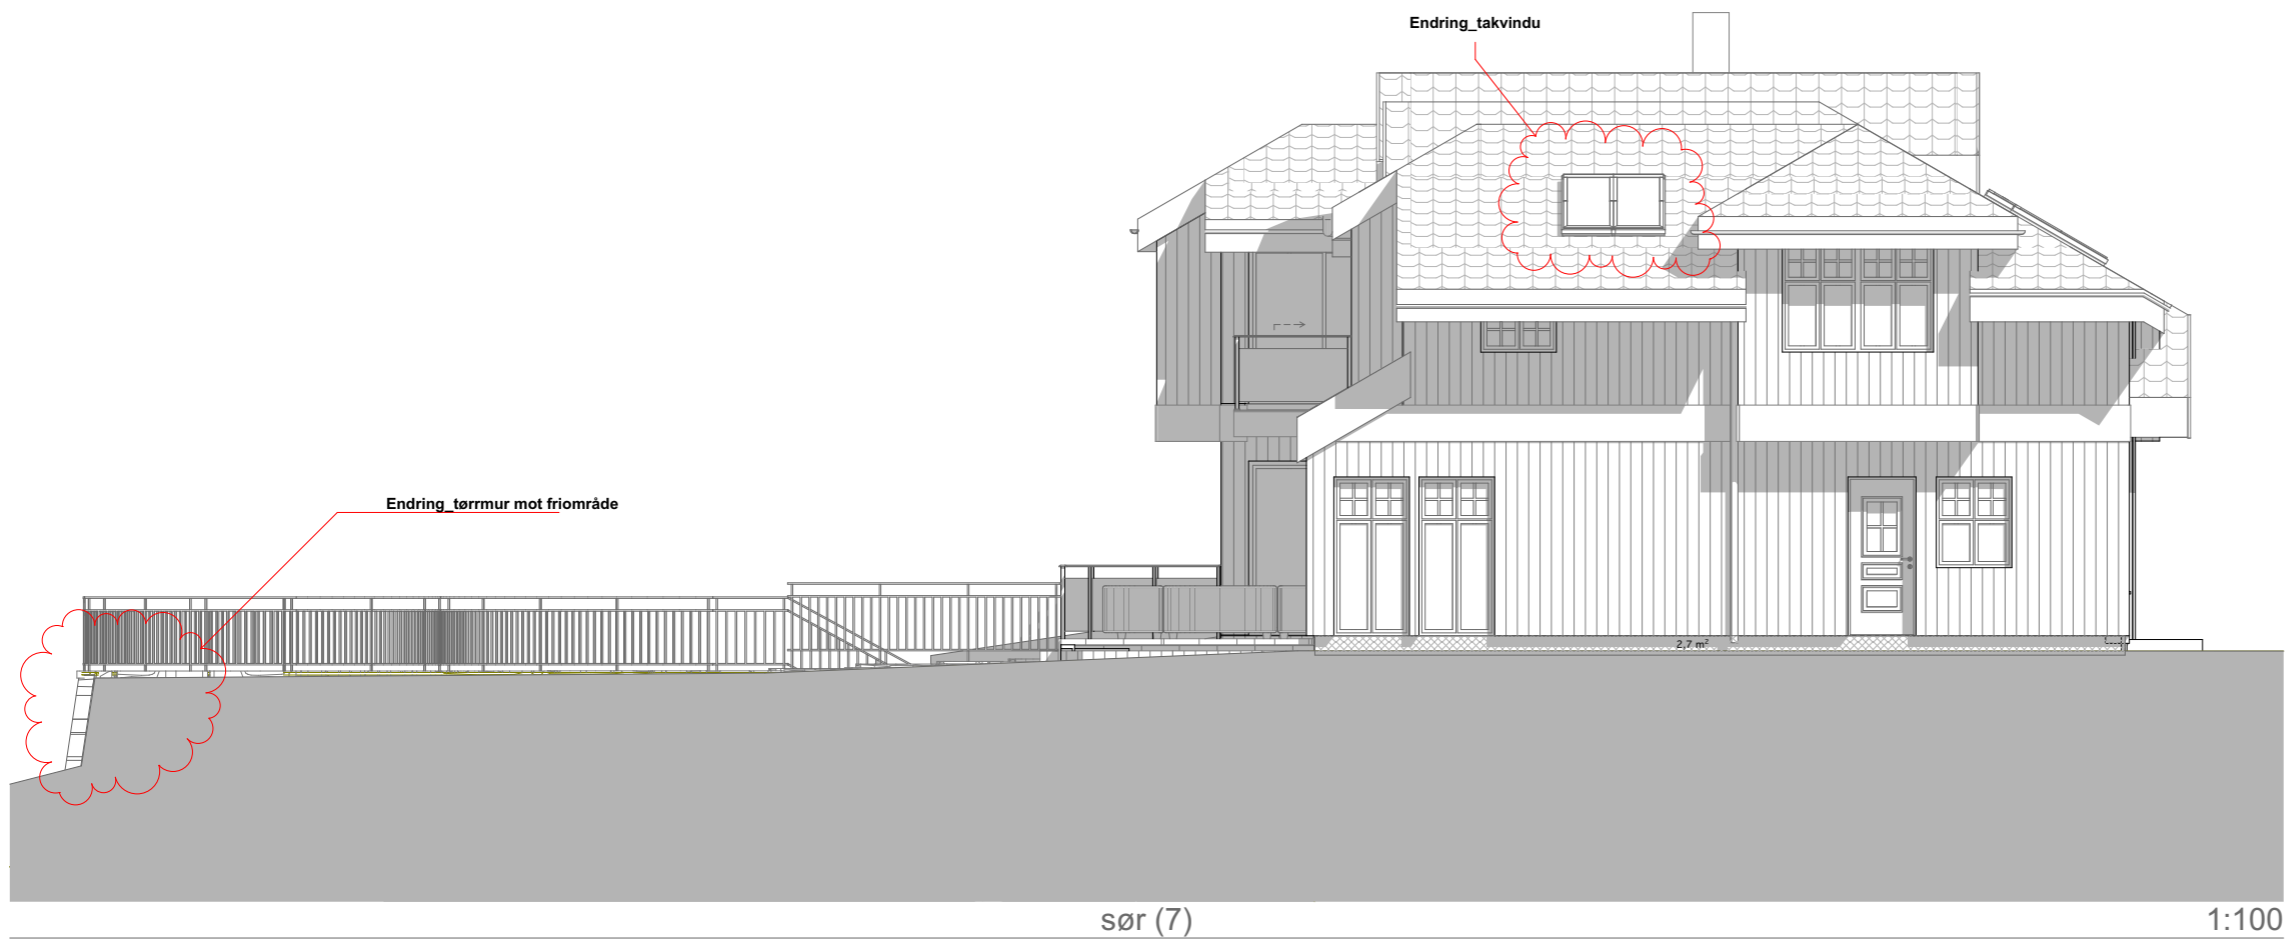 Endring_takvindu
Endring_tørrmur mot friområde
2,7 m²
sør (7)
1:100